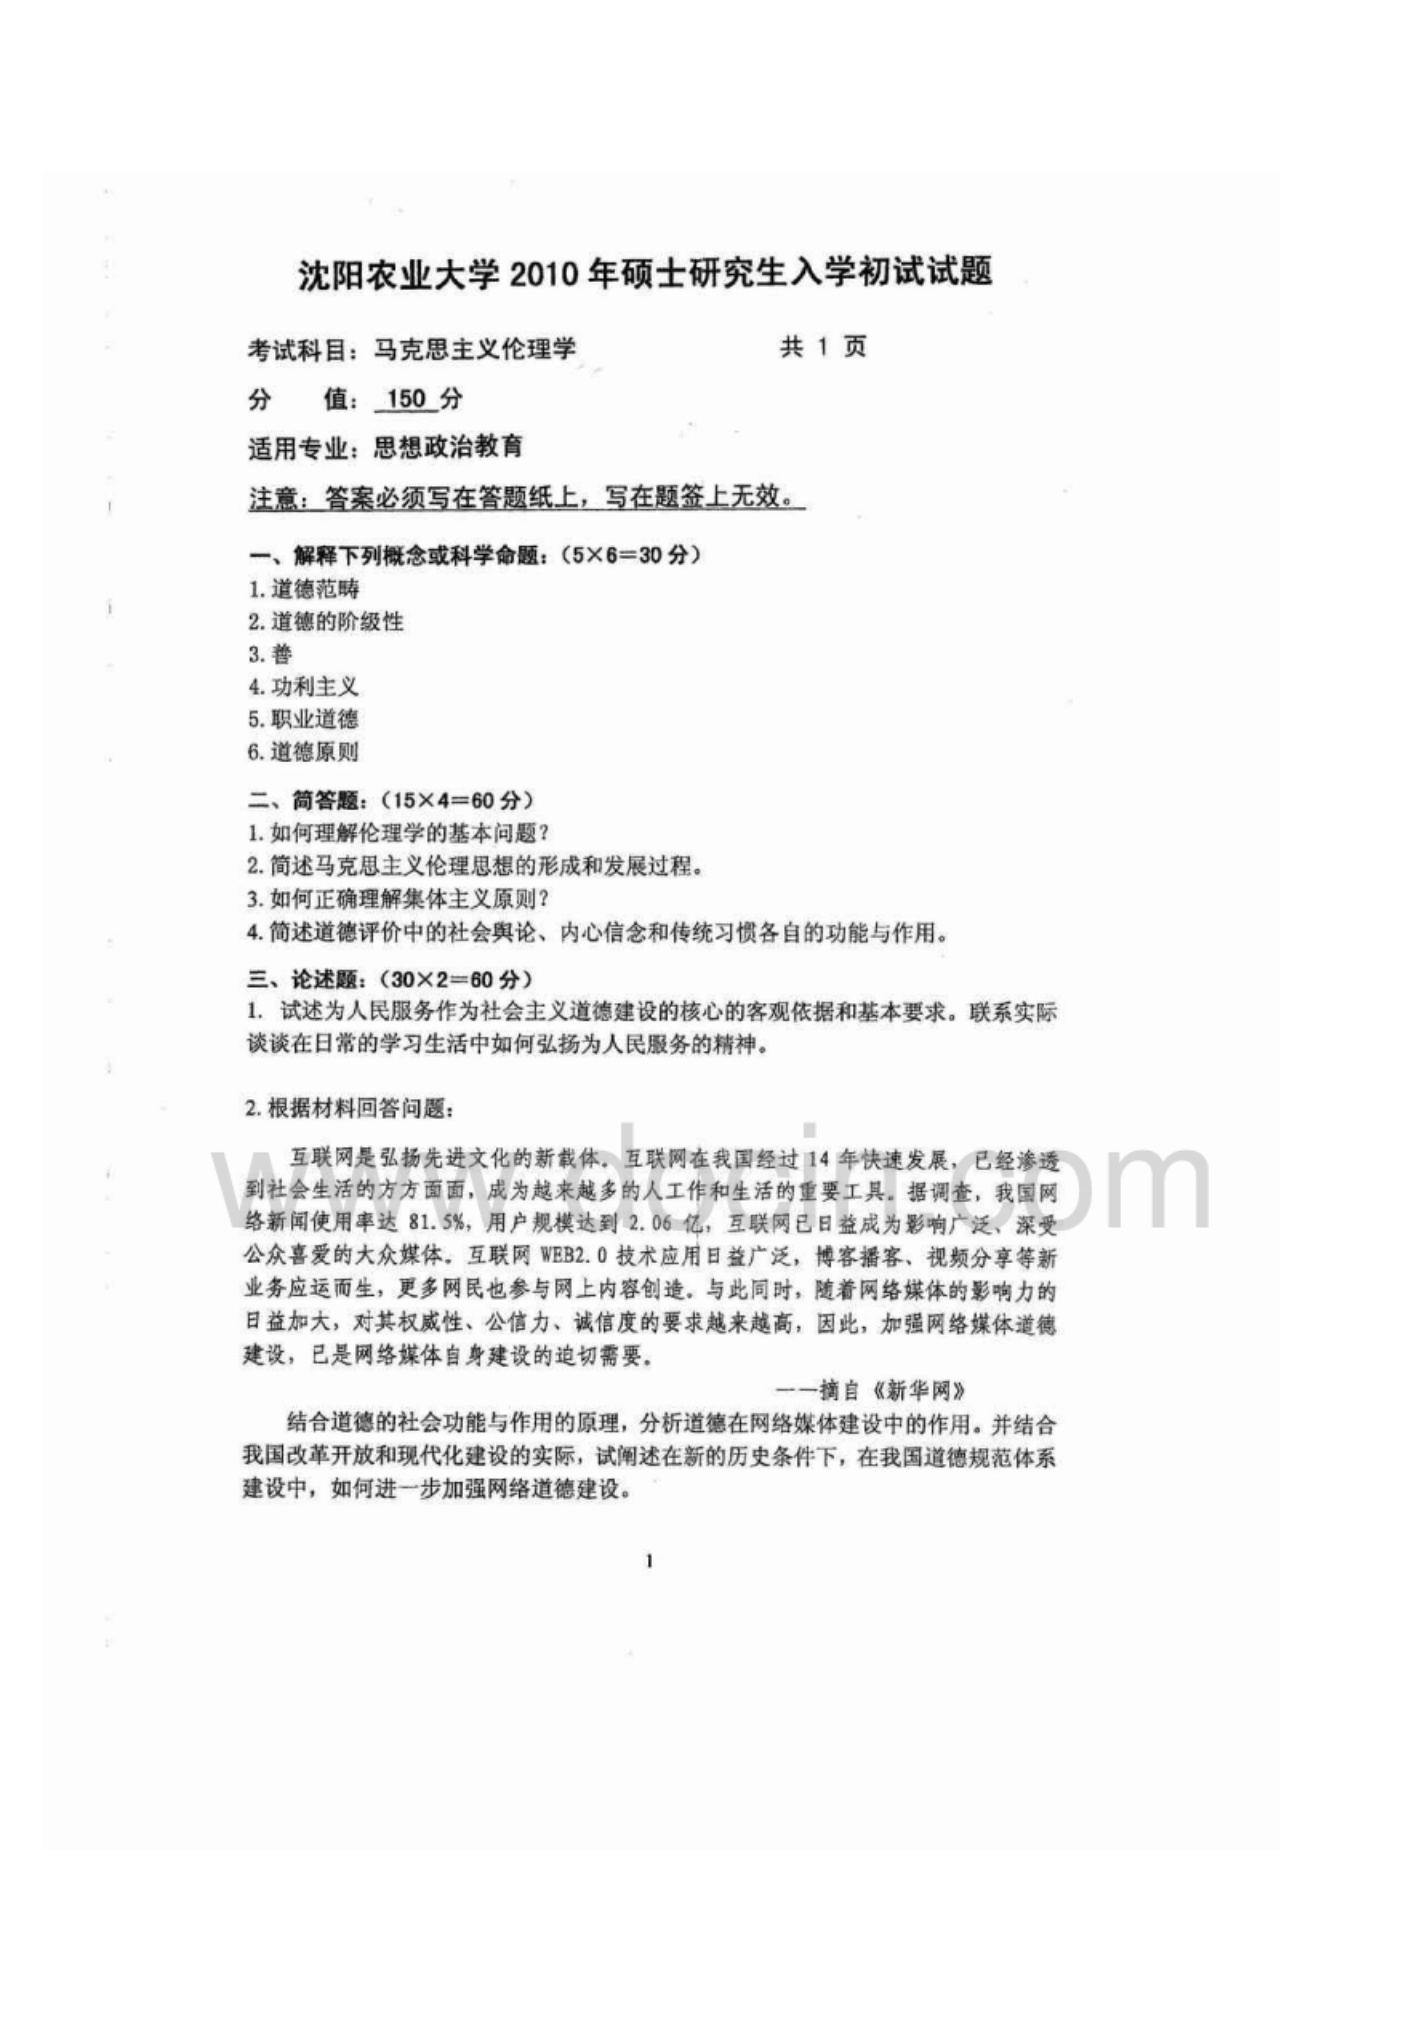 沈阳农业大学 2010 年硕士研究生入学初试试题
考试科目：马克思主义伦理学 共 1 页
分 值： 150 分
适用专业：思想政治教育
注意：答案必须写在答题纸上，写在题签上无效。
一、解释下列概念或科学命题：（5×6＝30 分）
1.道德范畴
2.道德的阶级性
3.善
4.功利主义
5.职业道德
6.道德原则
二、简答题：（15×4＝60 分）
1.如何理解伦理学的基本问题？
2.简述马克思主义伦理思想的形成和发展过程。
3.如何正确理解集体主义原则？
4.简述道德评价中的社会舆论、内心信念和传统习惯各自的功能与作用。
三、论述题：（30×2＝60 分）
1. 试述为人民服务作为社会主义道德建设的核心的客观依据和基本要求。联系实际
谈谈在日常的学习生活中如何弘扬为人民服务的精神。
2.根据材料回答问题：
互联网是弘扬先进文化的新载体。互联网在我国经过 14 年快速发展，已经渗透
到社会生活的方方面面，成为越来越多的人工作和生活的重要工具。据调查，我国网
络新闻使用率达 81.5%，用户规模达到 2.06 亿，互联网已日益成为影响广泛、深受
公众喜爱的大众媒体。互联网 WEB2.0 技术应用日益广泛，博客播客、视频分享等新
业务应运而生，更多网民也参与网上内容创造。与此同时，随着网络媒体的影响力的
日益加大，对其权威性、公信力、诚信度的要求越来越高，因此，加强网络媒体道德
建设，已是网络媒体自身建设的迫切需要。
——摘自《新华网》
结合道德的社会功能与作用的原理，分析道德在网络媒体建设中的作用。并结合
我国改革开放和现代化建设的实际，试阐述在新的历史条件下，在我国道德规范体系
建设中，如何进一步加强网络道德建设。
1
www.docin.com